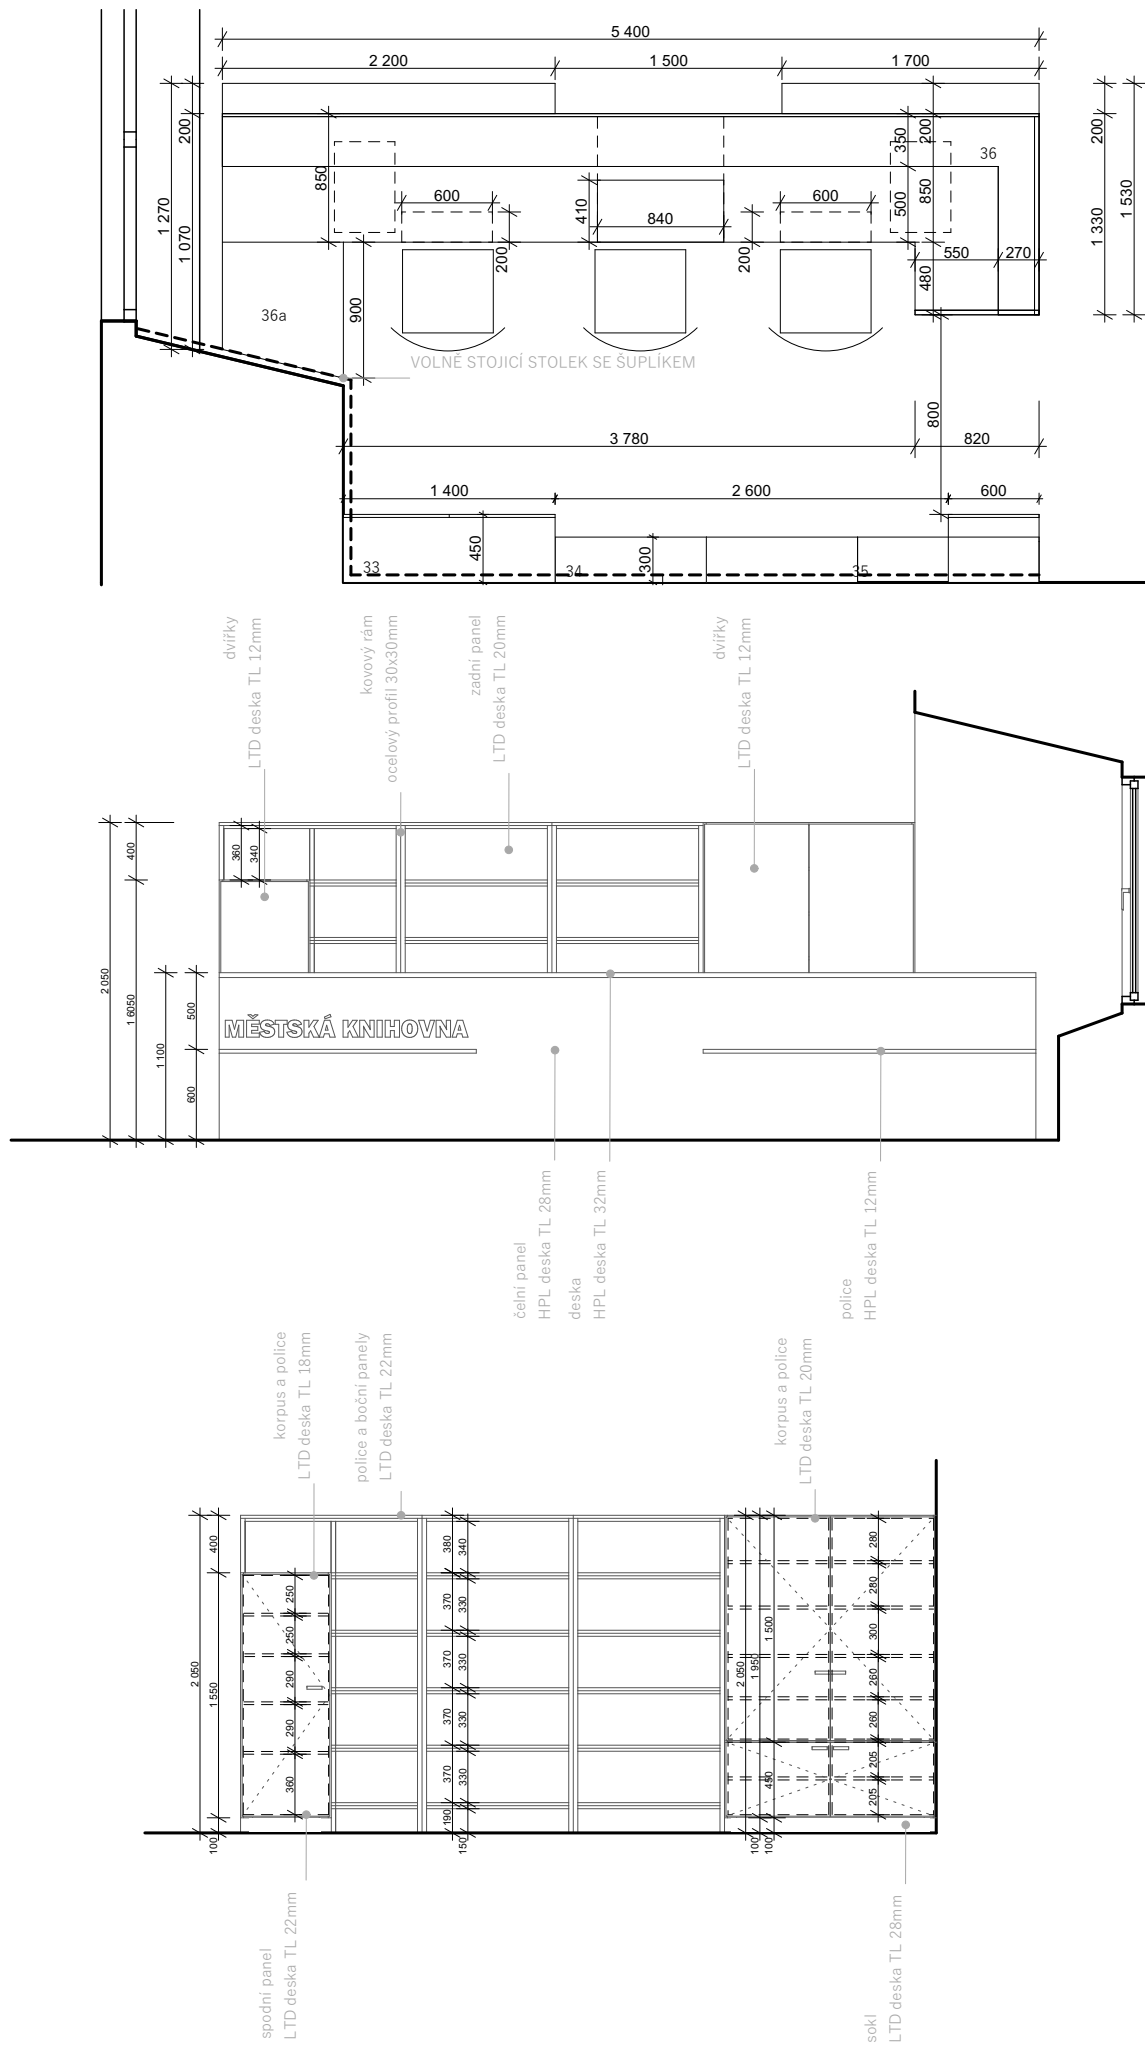 5 400
2 200
1 500
1 700
200
1 270
1 070
850
600
410
840
600
350
200
36
500
850
200
1 530
1 330
550
270
480
200
200
36a
900
VOLNĚ STOJICÍ STOLEK SE ŠUPLÍKEM
800
3 780
820
1 400
2 600
600
450
300
33
34
35
dvířky
LTD deska TL 12mm
kovový rám
ocelový profil 30x30mm
zadní panel
LTD deska TL 20mm
dvířky
LTD deska TL 12mm
400
360
340
2 050
1 6050
1 100
500
600
MĚSTSKÁ KNIHOVNA
čelní panel
HPL deska TL 28mm
deska
HPL deska TL 32mm
police
HPL deska TL 12mm
korpus a police
LTD deska TL 18mm
police a boční panely
LTD deska TL 22mm
korpus a police
LTD deska TL 20mm
400
2 050
1 550
100
250
250
290
290
360
380
340
370
330
370
330
370
330
370
330
190
150
2 050
1 950
1 500
450
100
100
280
280
300
260
260
205
205
spodní panel
LTD deska TL 22mm
sokl
LTD deska TL 28mm